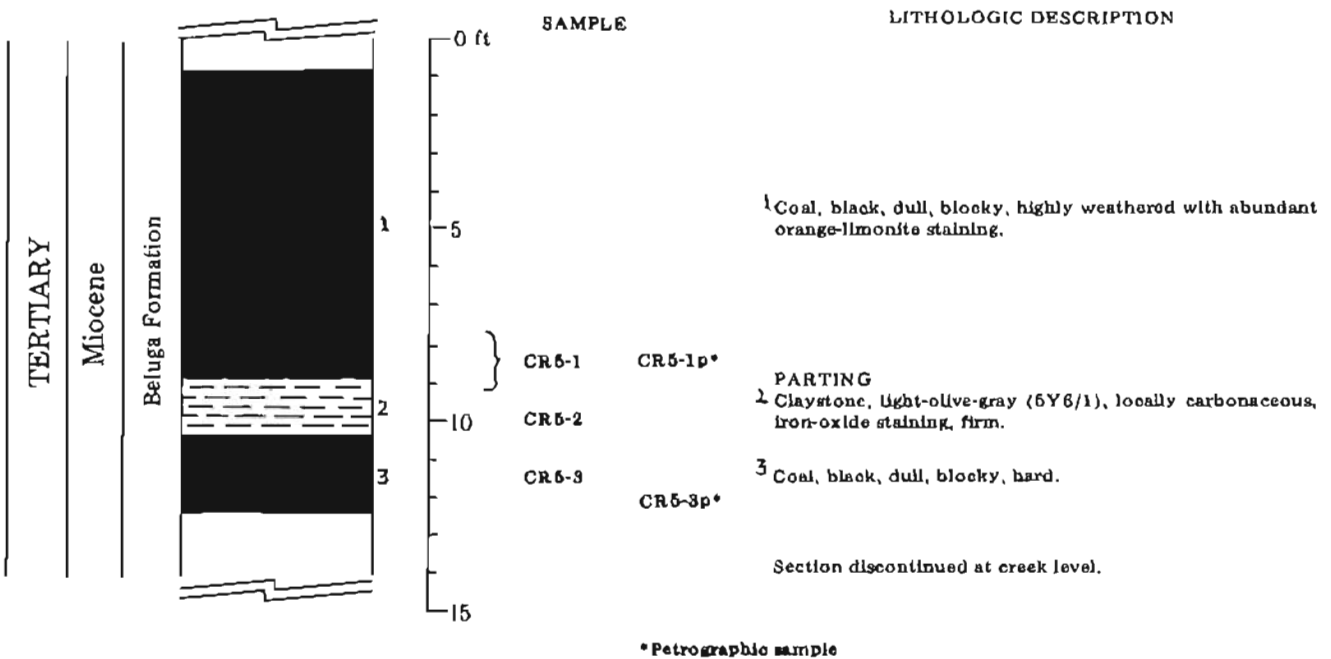 SAMPLE
LITHOLOGIC DESCRIPTION
0 ft
TERTIARY
Miocene
Beluga Formation
1
5
1 Coal, black, dull, blocky, highly weathered with abundant
orange-limonite staining.
CR5-1
CR5-1p*
PARTING
2
10
CR5-2
2 Claystone, light-olive-gray (5Y6/1), locally carbonaceous,
iron-oxide staining, firm.
3
CR5-3
3 Coal, black, dull, blocky, hard.
CR5-3p*
Section discontinued at creek level.
15
*Petrographic sample